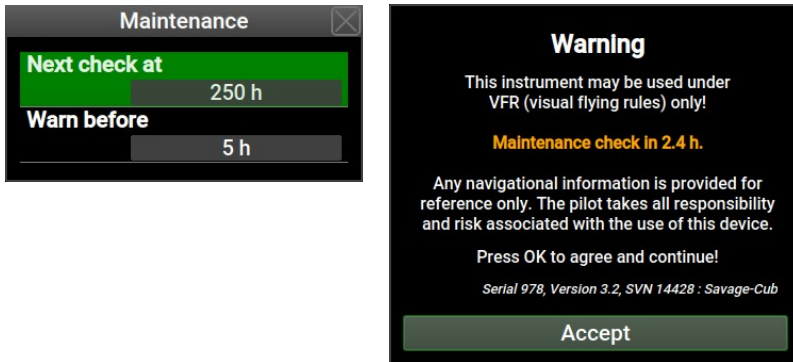 Maintenance
Next check at
250 h
Warn before
5 h
Warning
This instrument may be used under
VFR (visual flying rules) only!
Maintenance check in 2.4 h.
Any navigational information is provided for
reference only. The pilot takes all responsibility
and risk associated with the use of this device.
Press OK to agree and continue!
Serial 978, Version 3.2, SVN 14428 : Savage-Cub
Accept